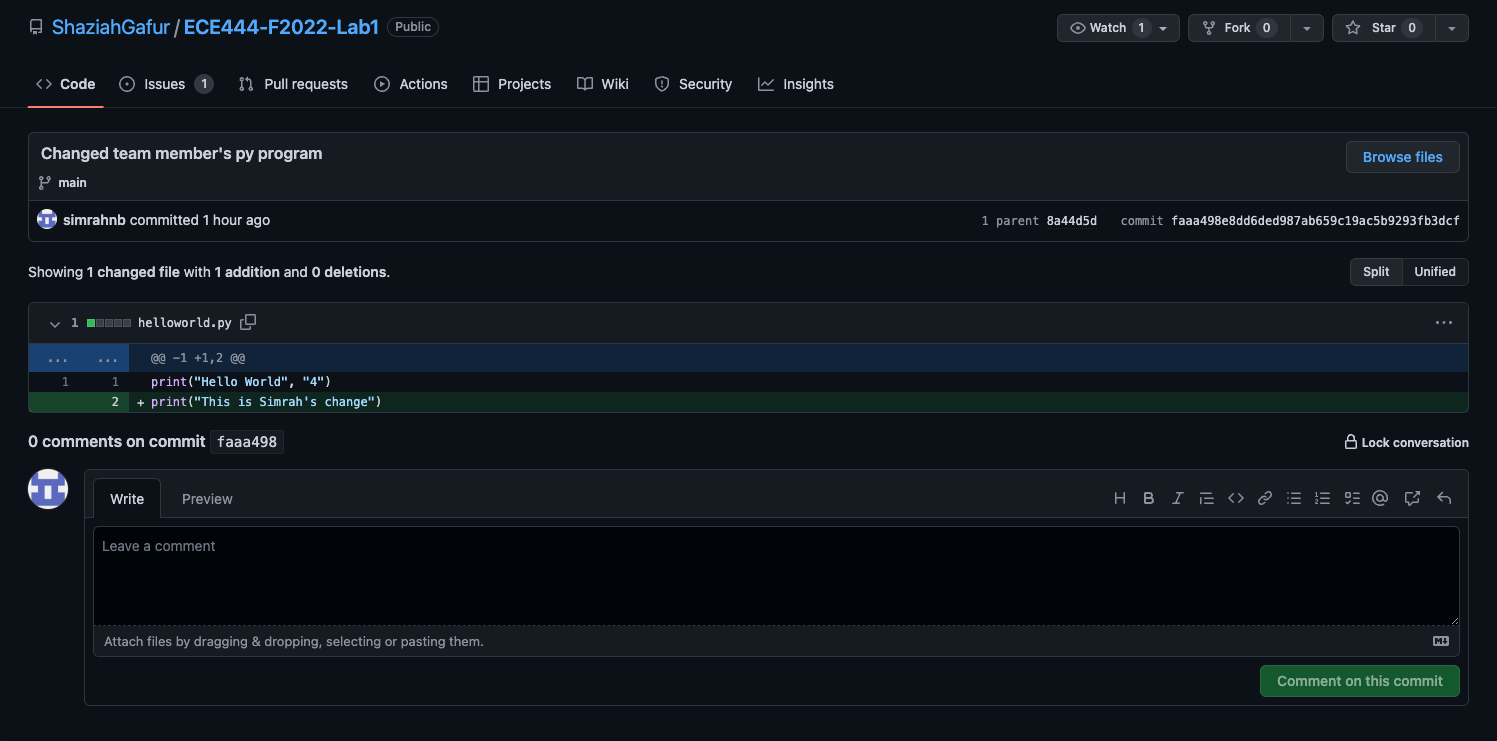 ShaziahGafur / ECE444-F2022-Lab1 Public Watch 1 Fork 0 Star 0
Code Issues 1 Pull requests Actions Projects Wiki Security Insights
Changed team member's py program Browse files
main
simrahnb committed 1 hour ago 1 parent 8a44d5d commit faaa498e8dd6ded987ab659c19ac5b9293fb3dcf
Showing 1 changed file with 1 addition and 0 deletions. Split Unified
1 helloworld.py ...
... ... @@ -1 +1,2 @@
1 1 print("Hello World", "4")
2 + print("This is Simrah's change")
0 comments on commit faaa498 Lock conversation
Write Preview
Leave a comment
Attach files by dragging & dropping, selecting or pasting them.
Comment on this commit